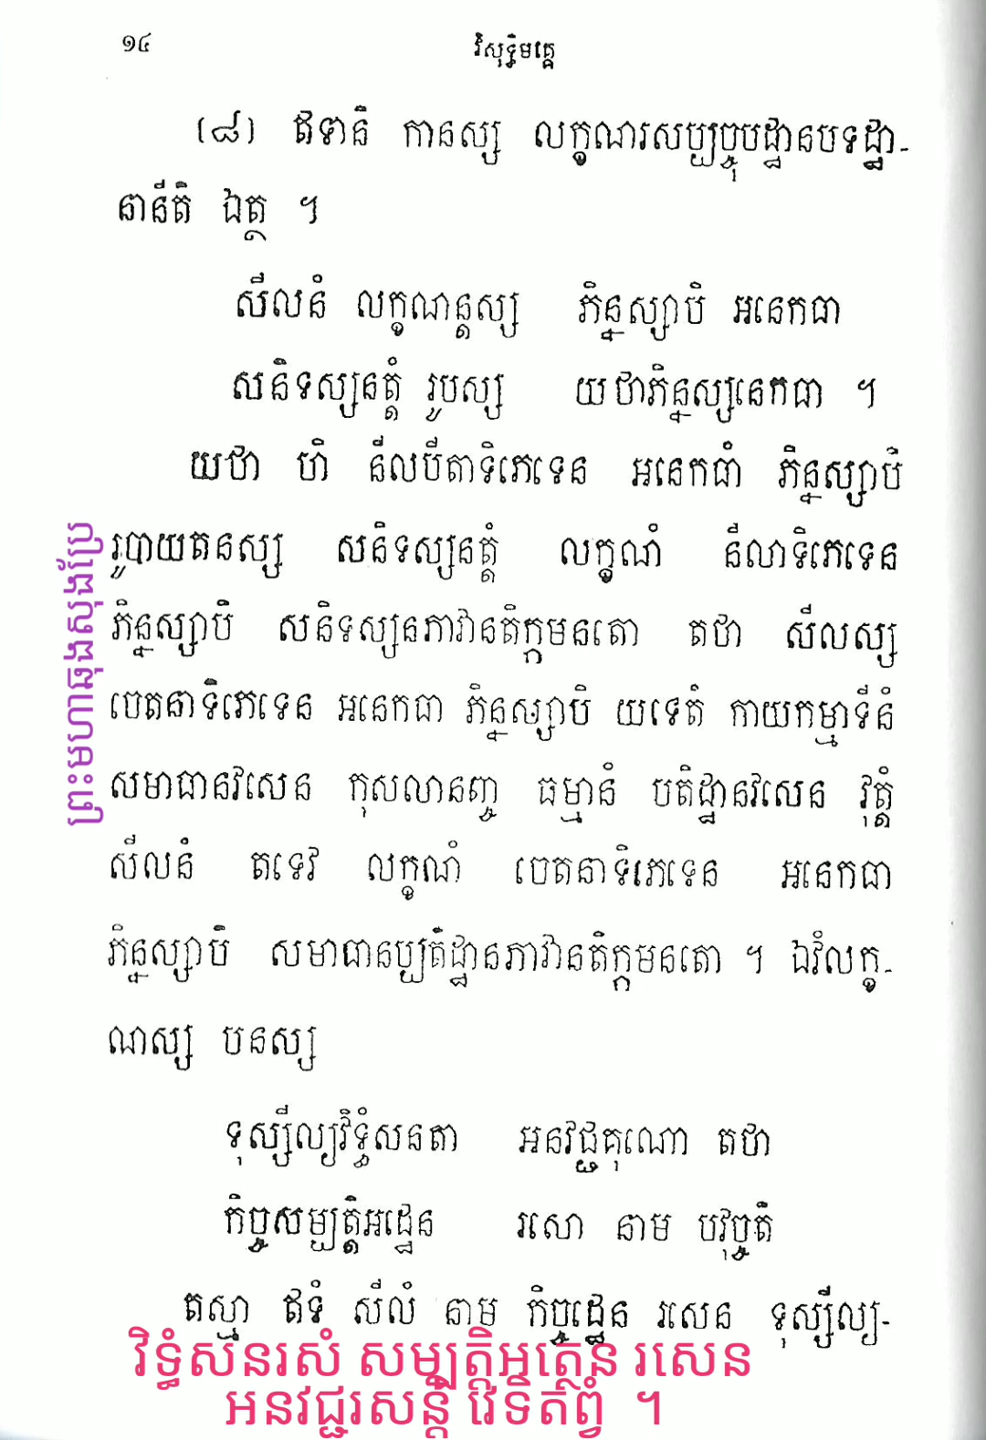 ១៤
វិសុទ្ធិមគ្គេ
(៨) ឥទានិ កានស្ស លក្ខណរសប្បច្ចុបដ្ឋានបទដ្ឋា-
នានីតិ ឯត្ថ ។
សីលនំ លក្ខណន្តស្ស ភិន្នស្សាបិ អនេកធា
សនិទស្សនត្តំ រូបស្ស យថាភិន្នស្សនេកធា ។
យថា ហិ នីលបីតាទិភេទេន អនេកធាំ ភិន្នស្សាបិ
រូបាយតនស្ស សនិទស្សនត្តំ លក្ខណំ នីលាទិភេទេន
ភិន្នស្សាបិ សនិទស្សនភាវានតិក្កមនតោ តថា សីលស្ស
ចេតនាទិភេទេន អនេកធា ភិន្នស្សាបិ យទេតំ កាយកម្មាទីនំ
សមាធានវសេន កុសលានញ្ច ធម្មានំ បតិដ្ឋានវសេន វុត្តំ
សីលនំ តទេវ លក្ខណំ ចេតនាទិភេទេន អនេកធា
ភិន្នស្សាបិ សមាធានប្បតិដ្ឋានភាវានតិក្កមនតោ ។ ឯវំលក្ខ-
ណស្ស បនស្ស
ទុស្សីល្យវិទ្ធំសនតា អនវជ្ជគុណោ តថា
កិច្ចសម្បត្តិអដ្ឋេន រសោ នាម បវុច្ចតិ
តស្មា ឥទំ សីលំ នាម កិច្ចដ្ឋេន រសេន ទុស្សីល្យ-
វិទ្ធំសនរសំ សម្បត្តិអត្ថេន រសេន
អនវជ្ជរសន្តិ វេទិតព្វំ ។
ព្រះមហាធុងសុងប្រែង